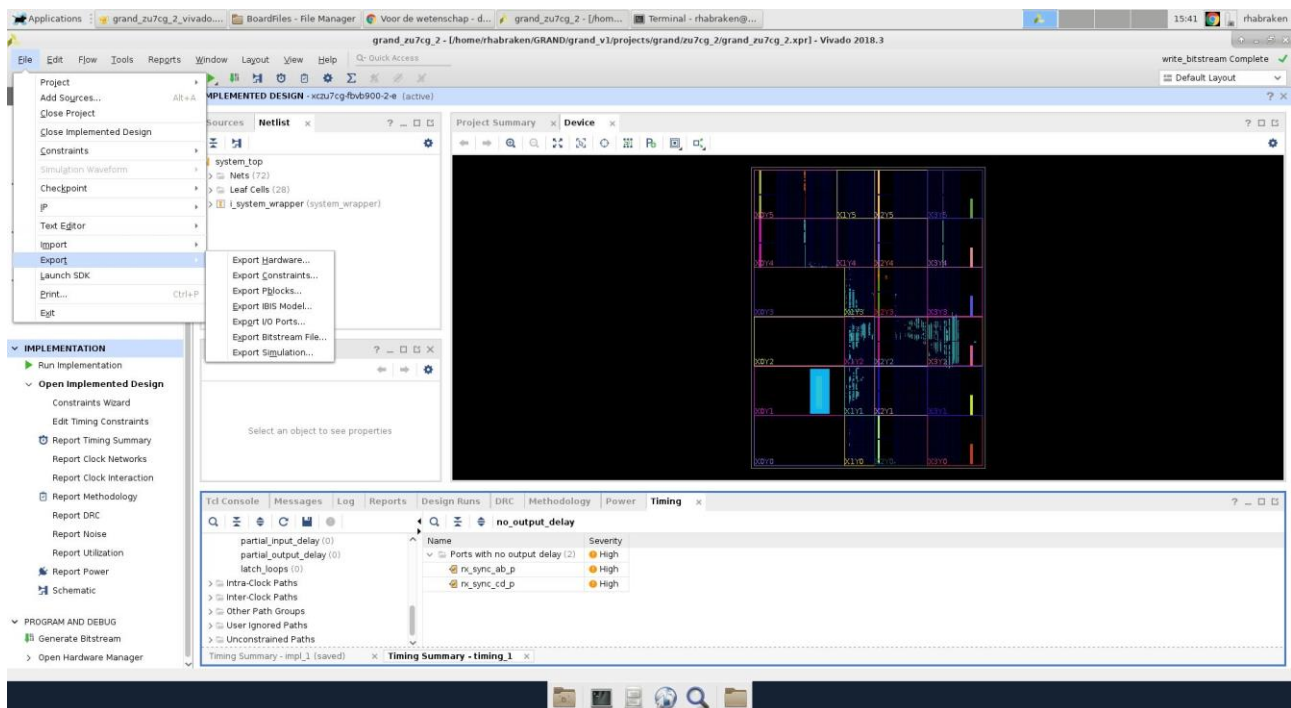 Applications
grand_zu7cg_2_vivado....
BoardFiles - File Manager
Voor de wetenschap - d...
grand_zu7cg_2 - [/hom...
Terminal - rhabraken@...
15:41
rhabraken
grand_zu7cg_2 - [/home/rhabraken/GRAND/grand_v1/projects/grand/zu7cg_2/grand_zu7cg_2.xpr] - Vivado 2018.3
File Edit Flow Tools Reports Window Layout View Help
Quick Access
write_bitstream Complete
Default Layout
IMPLEMENTED DESIGN - xczu7cg-fbvb900-2-e (active)
Project
Add Sources... Alt+A
Close Project
Close Implemented Design
Constraints
Simulation Waveform
Checkpoint
IP
Text Editor
Import
Export
Launch SDK
Print... Ctrl+P
Exit
Export Hardware...
Export Constraints...
Export Pblocks...
Export IBIS Model...
Export I/O Ports...
Export Bitstream File...
Export Simulation...
Sources Netlist
system_top
Nets (72)
Leaf Cells (28)
i_system_wrapper (system_wrapper)
Select an object to see properties
Project Summary Device
X0Y5 X1Y5 X2Y5 X3Y5
X0Y4 X1Y4 X2Y4 X3Y4
X0Y3 X1Y3 X2Y3 X3Y3
X0Y2 X1Y2 X2Y2 X3Y2
X0Y1 X1Y1 X2Y1 X3Y1
X0Y0 X1Y0 X2Y0 X3Y0
IMPLEMENTATION
Run Implementation
Open Implemented Design
Constraints Wizard
Edit Timing Constraints
Report Timing Summary
Report Clock Networks
Report Clock Interaction
Report Methodology
Report DRC
Report Noise
Report Utilization
Report Power
Schematic
PROGRAM AND DEBUG
Generate Bitstream
Open Hardware Manager
Tcl Console Messages Log Reports Design Runs DRC Methodology Power Timing
no_output_delay
partial_input_delay (0)
partial_output_delay (0)
latch_loops (0)
Intra-Clock Paths
Inter-Clock Paths
Other Path Groups
User Ignored Paths
Unconstrained Paths
Name Severity
Ports with no output delay (2) High
rx_sync_ab_p High
rx_sync_cd_p High
Timing Summary - impl_1 (saved)
Timing Summary - timing_1